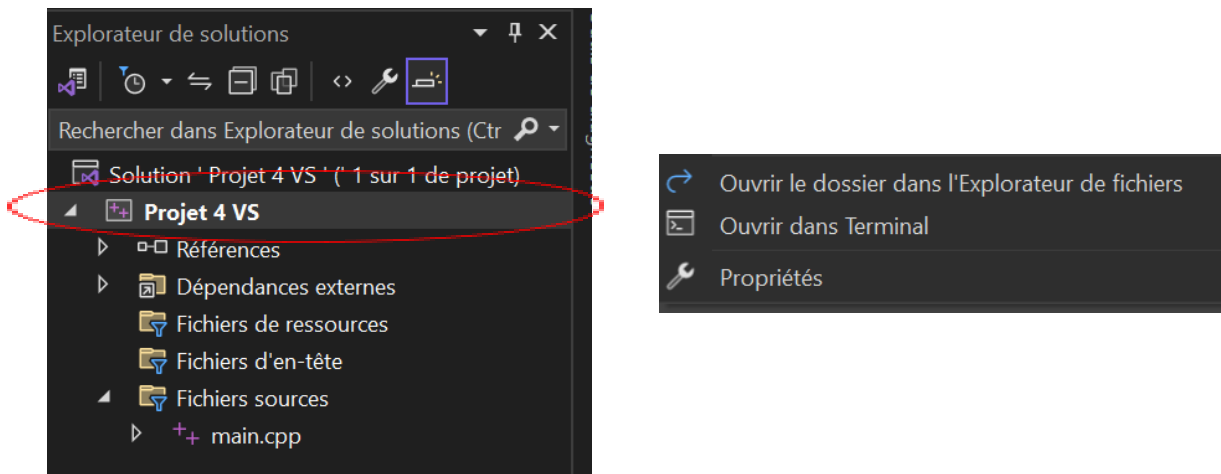 Explorateur de solutions
Rechercher dans Explorateur de solutions (Ctr
Solution ' Projet 4 VS ' (' 1 sur 1 de projet)
Projet 4 VS
Références
Dépendances externes
Fichiers de ressources
Fichiers d'en-tête
Fichiers sources
main.cpp
Ouvrir le dossier dans l'Explorateur de fichiers
Ouvrir dans Terminal
Propriétés